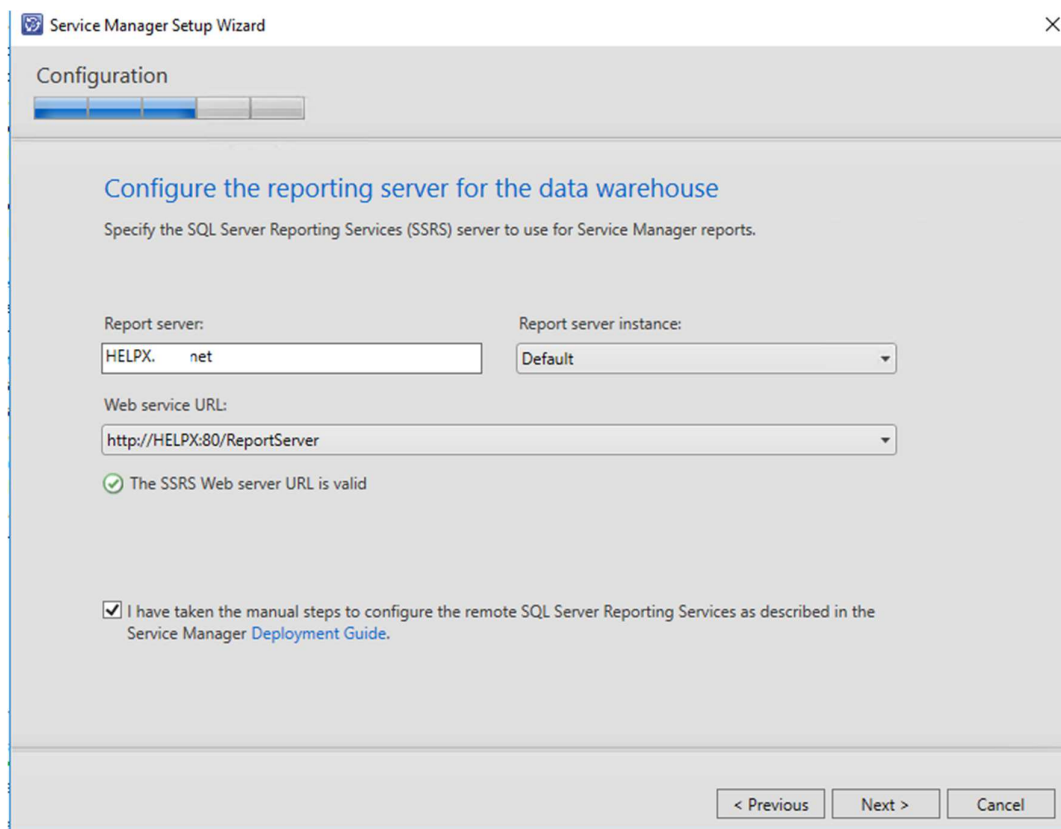 Service Manager Setup Wizard
Configuration
Configure the reporting server for the data warehouse
Specify the SQL Server Reporting Services (SSRS) server to use for Service Manager reports.
Report server:
Report server instance:
HELPX. net
Default
Web service URL:
http://HELPX:80/ReportServer
The SSRS Web server URL is valid
I have taken the manual steps to configure the remote SQL Server Reporting Services as described in the
Service Manager Deployment Guide.
< Previous
Next >
Cancel